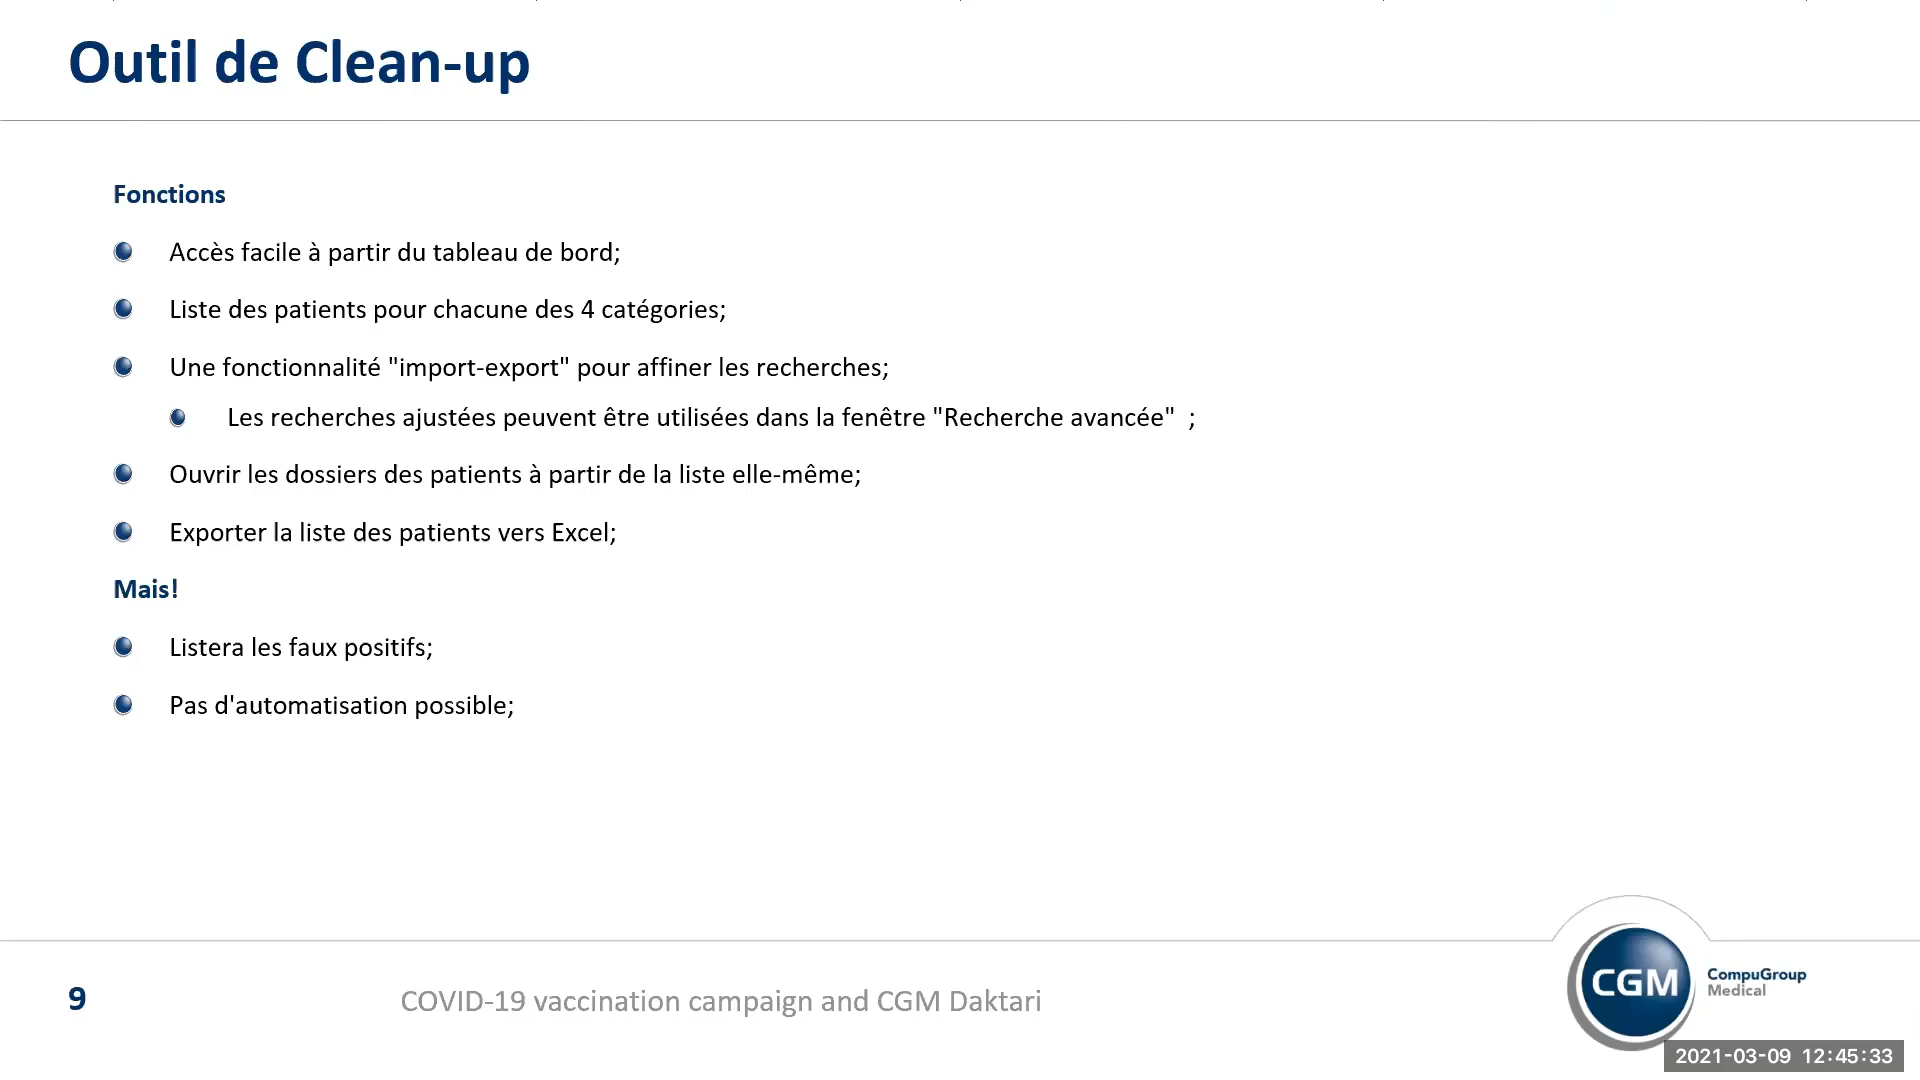 Outil de Clean-up
Fonctions
Accès facile à partir du tableau de bord;
Liste des patients pour chacune des 4 catégories;
Une fonctionnalité "import-export" pour affiner les recherches;
Les recherches ajustées peuvent être utilisées dans la fenêtre "Recherche avancée"  ;
Ouvrir les dossiers des patients à partir de la liste elle-même;
Exporter la liste des patients vers Excel;
Mais!
Listera les faux positifs;
Pas d'automatisation possible;
9
COVID-19 vaccination campaign and CGM Daktari
CGM
CompuGroup
Medical
2021-03-09 12:45:33